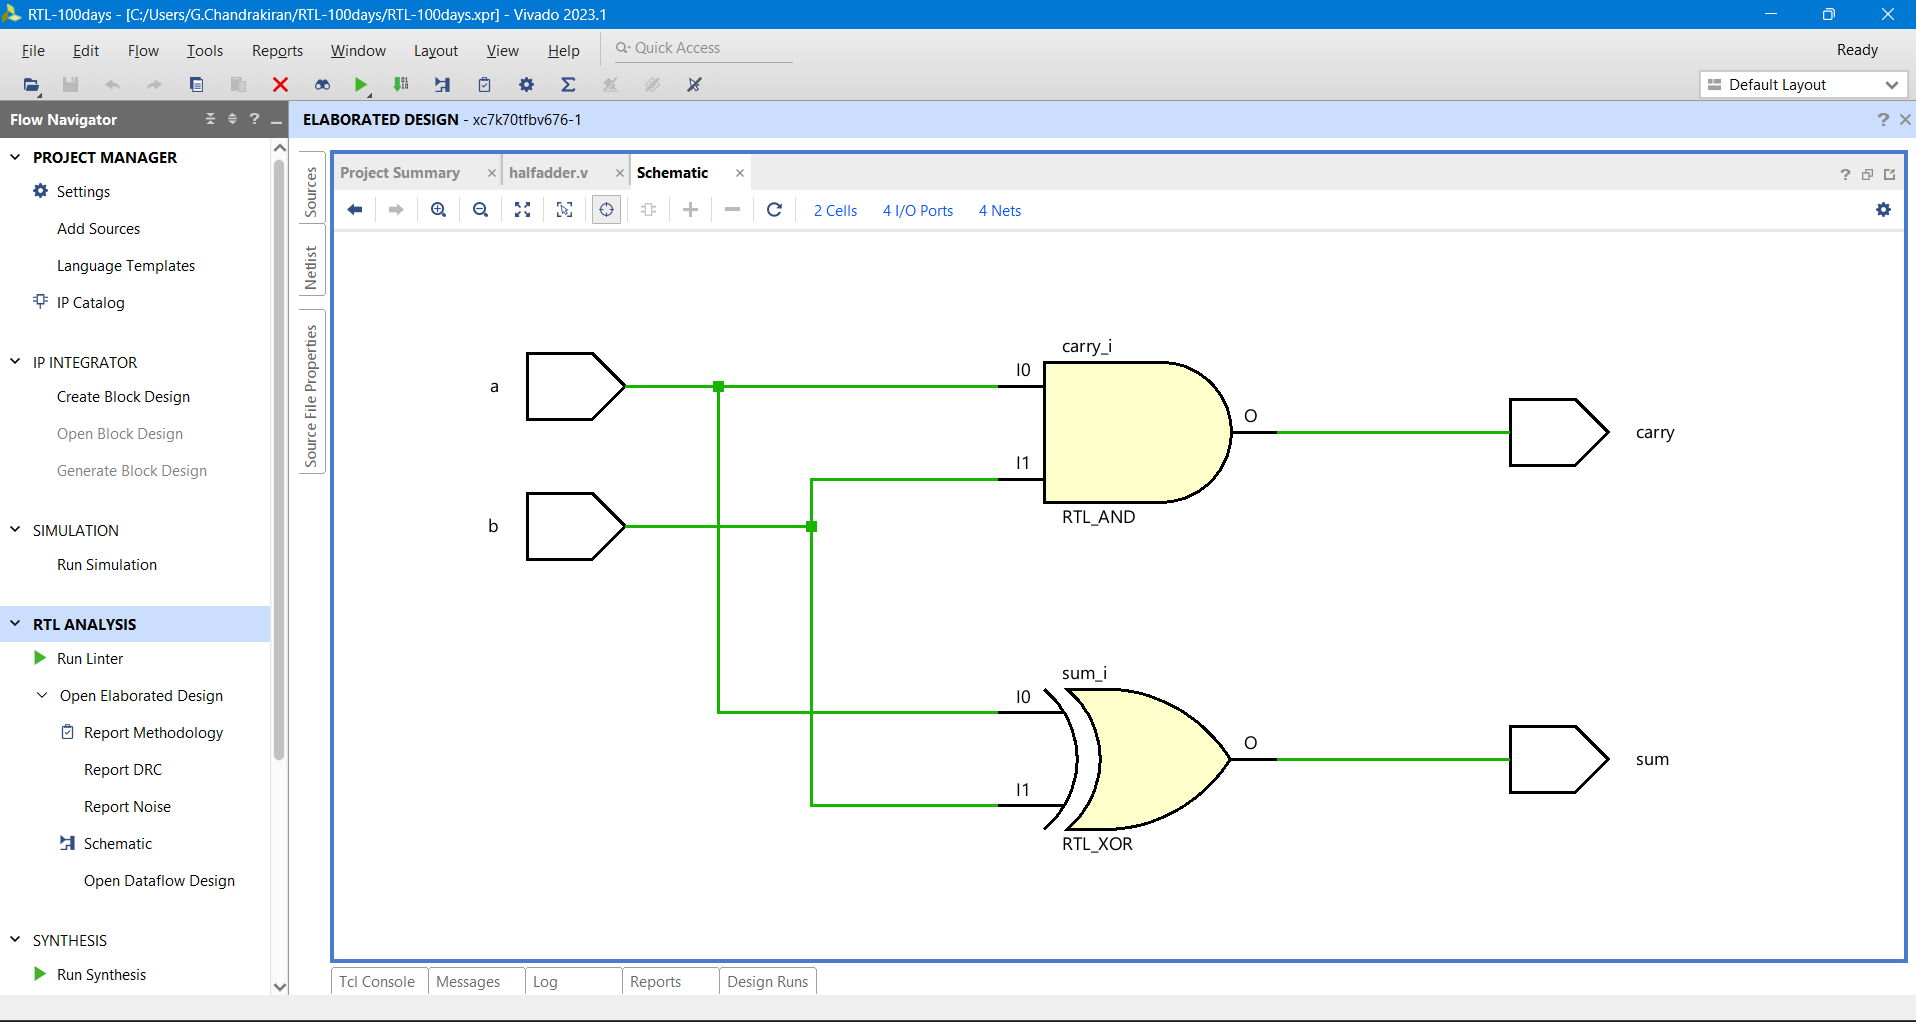 RTL-100days - [C:/Users/G.Chandrakiran/RTL-100days/RTL-100days.xpr] - Vivado 2023.1
File Edit Flow Tools Reports Window Layout View Help Quick Access Ready
Default Layout
Flow Navigator ?
PROJECT MANAGER
Settings
Add Sources
Language Templates
IP Catalog
IP INTEGRATOR
Create Block Design
Open Block Design
Generate Block Design
SIMULATION
Run Simulation
RTL ANALYSIS
Run Linter
Open Elaborated Design
Report Methodology
Report DRC
Report Noise
Schematic
Open Dataflow Design
SYNTHESIS
Run Synthesis
ELABORATED DESIGN - xc7k70tfbv676-1 ?
Sources
Netlist
Source File Properties
Project Summary halfadder.v Schematic ?
2 Cells 4 I/O Ports 4 Nets
a
b
carry_i
I0
I1
O
RTL_AND
carry
sum_i
I0
I1
O
RTL_XOR
sum
Tcl Console Messages Log Reports Design Runs